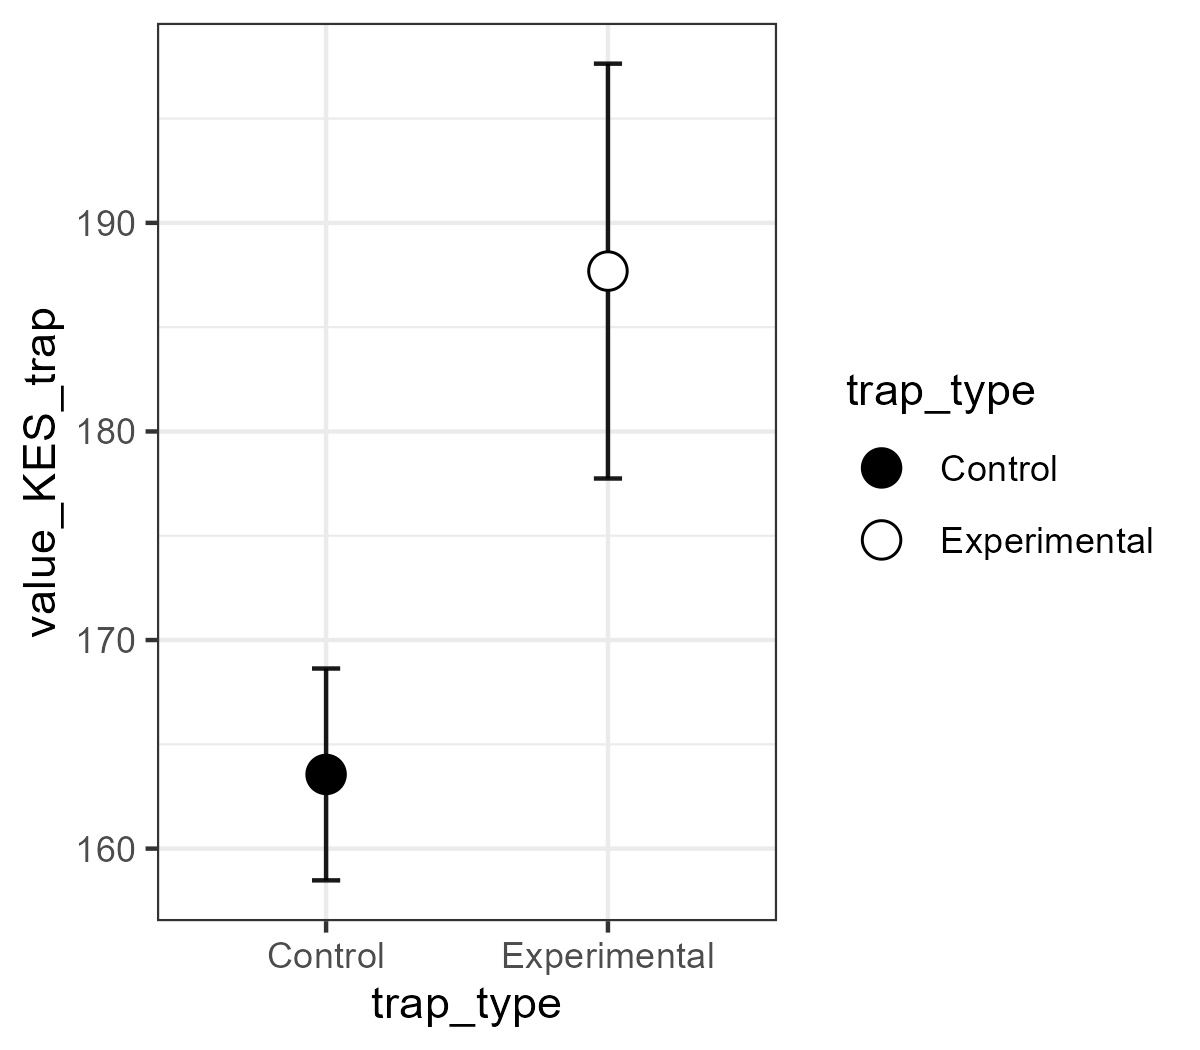 value_KES_trap
190
180
170
160
Control
Experimental
trap_type
trap_type
Control
Experimental